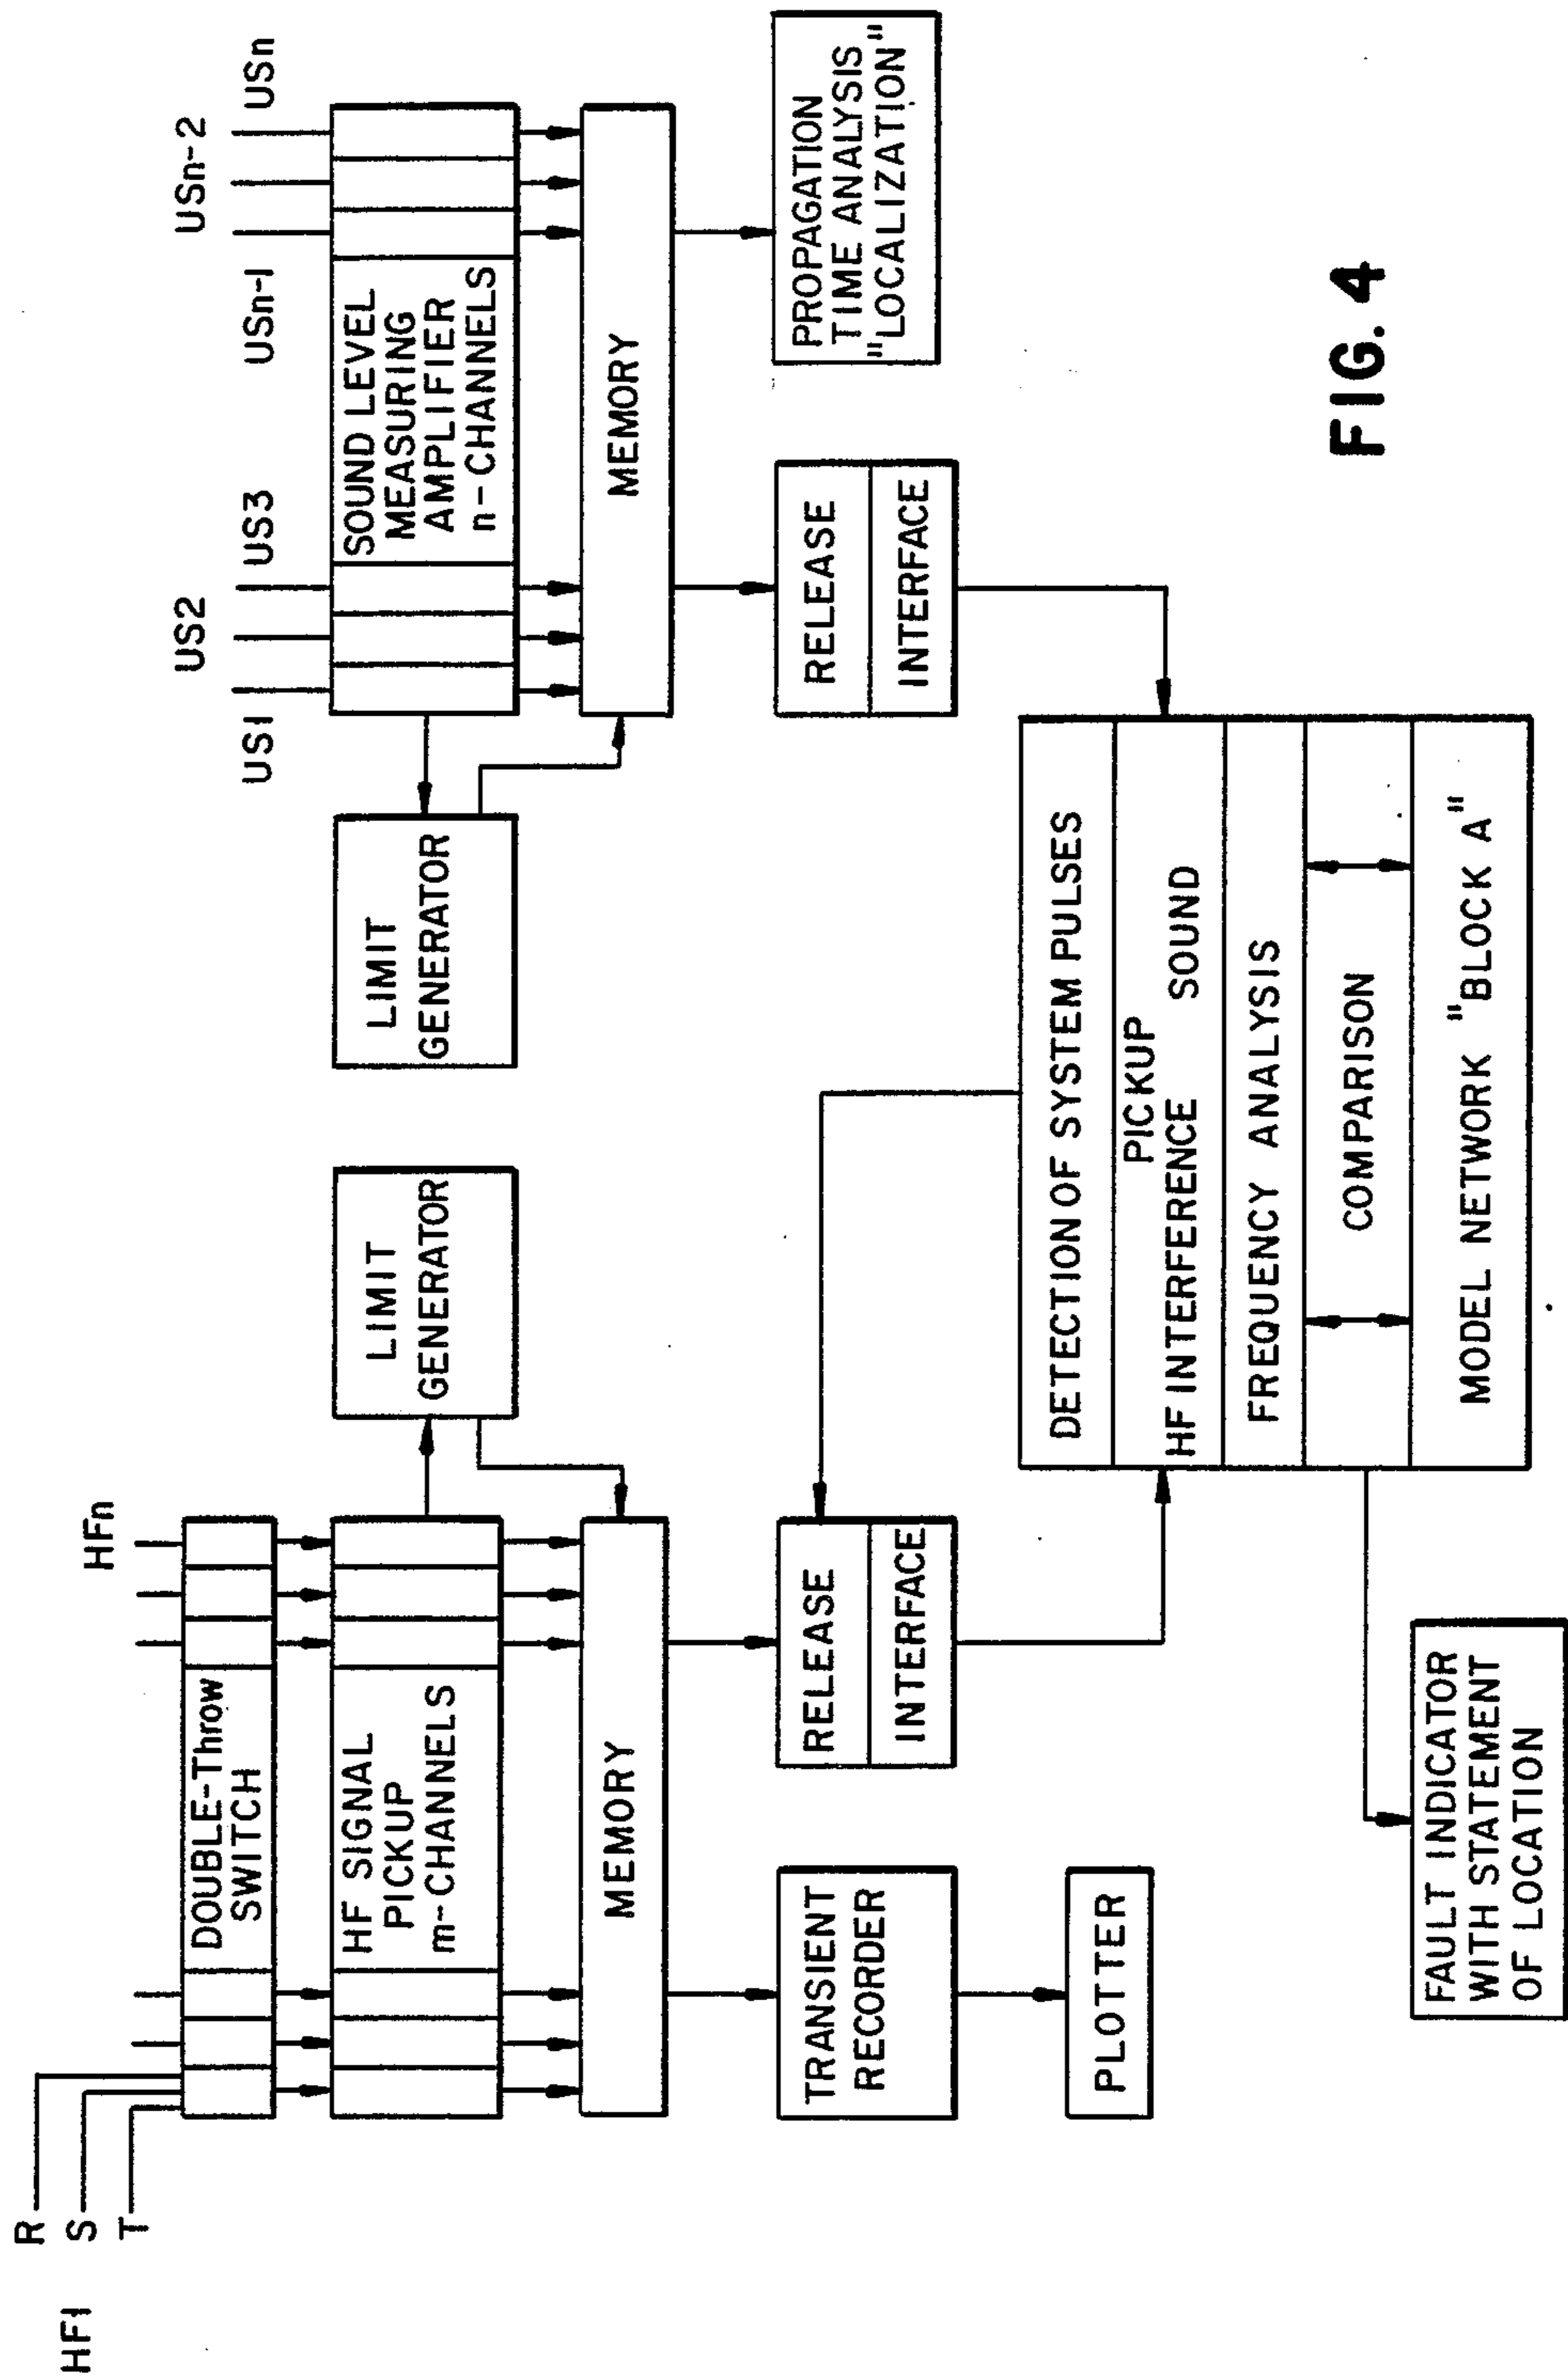 HF1
R
S
T
HFn
DOUBLE-Throw
SWITCH
HF SIGNAL
PICKUP
m-CHANNELS
LIMIT
GENERATOR
MEMORY
TRANSIENT
RECORDER
PLOTTER
RELEASE
INTERFACE
US1
US2
US3
USn-1
USn-2
USn
LIMIT
GENERATOR
SOUND LEVEL
MEASURING
AMPLIFIER
n-CHANNELS
MEMORY
RELEASE
INTERFACE
PROPAGATION
TIME ANALYSIS
"LOCALIZATION"
DETECTION OF SYSTEM PULSES
PICKUP
HF INTERFERENCE SOUND
FREQUENCY ANALYSIS
COMPARISON
MODEL NETWORK "BLOCK A"
FAULT INDICATOR
WITH STATEMENT
OF LOCATION
FIG. 4